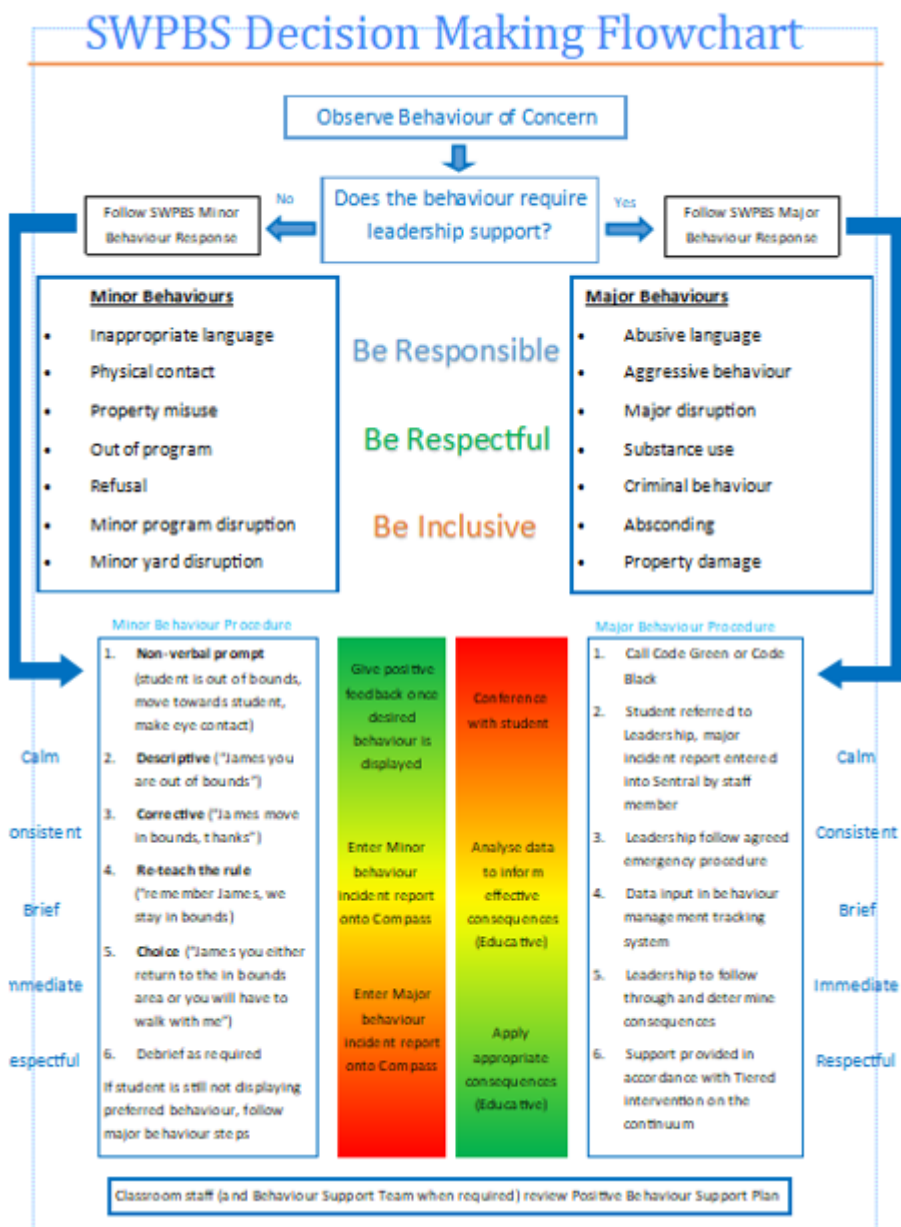 SWPBS Decision Making Flowchart
Observe Behaviour of Concern
Does the behaviour require
leadership support?
No
Yes
Follow SWPBS Minor
Behaviour Response
Follow SWPBS Major
Behaviour Response
Minor Behaviours
• Inappropriate language
• Physical contact
• Property misuse
• Out of program
• Refusal
• Minor program disruption
• Minor yard disruption
Be Responsible
Be Respectful
Be Inclusive
Major Behaviours
• Abusive language
• Aggressive behaviour
• Major disruption
• Substance use
• Criminal behaviour
• Absconding
• Property damage
Minor Behaviour Procedure
1. Non-verbal prompt
(student is out of bounds,
move towards student,
make eye contact)
2. Descriptive ("James you
are out of bounds")
3. Corrective ("James move
in bounds, thanks")
4. Re-teach the rule
("remember James, we
stay in bounds)
5. Choice ("James you either
return to the in bounds
area or you will have to
walk with me")
6. Debrief as required
If student is still not displaying
preferred behaviour, follow
major behaviour steps
Calm
onsistent
Brief
mmediate
espectful
Give positive
feedback once
desired
behaviour is
displayed
Enter Minor
behaviour
incident report
onto Compass
Enter Major
behaviour
incident report
onto Compass
Conference
with student
Analyse data
to inform
effective
consequences
(Educative)
Apply
appropriate
consequences
(Educative)
Major Behaviour Procedure
1. Call Code Green or Code
Black
2. Student referred to
Leadership, major
incident report entered
into Sentral by staff
member
3. Leadership follow agreed
emergency procedure
4. Data input in behaviour
management tracking
system
5. Leadership to follow
through and determine
consequences
6. Support provided in
accordance with Tiered
Intervention on the
continuum
Calm
Consistent
Brief
Immediate
Respectful
Classroom staff (and Behaviour Support Team when required) review Positive Behaviour Support Plan